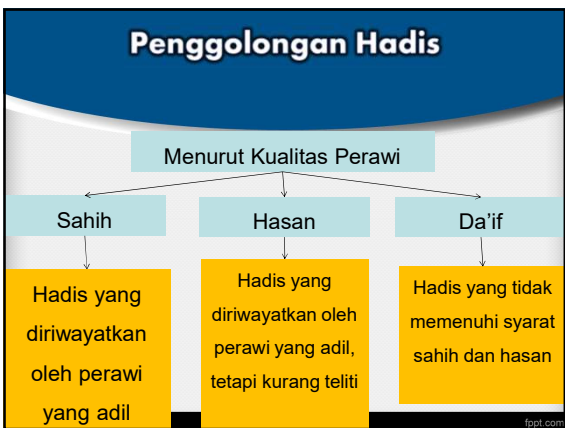 Penggolongan Hadis
Menurut Kualitas Perawi
Sahih
Hasan
Da'if
Hadis yang
diriwayatkan
oleh perawi
yang adil
Hadis yang
diriwayatkan oleh
perawi yang adil,
tetapi kurang teliti
Hadis yang tidak
memenuhi syarat
sahih dan hasan
fppt.com